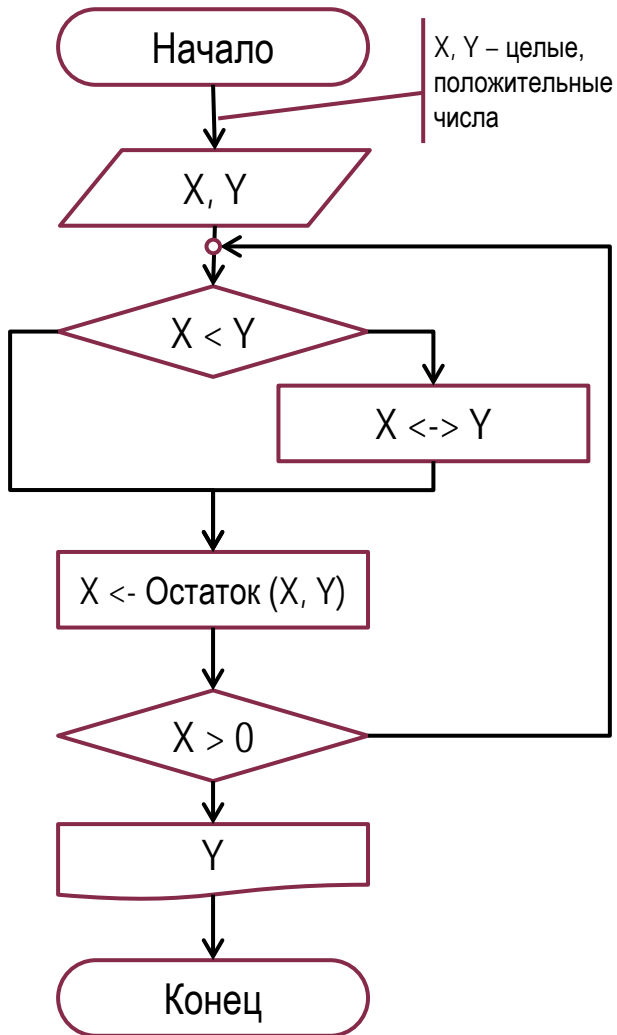 Начало
X, Y – целые,
положительные
числа
X, Y
X < Y
X <-> Y
X <- Остаток (X, Y)
X > 0
Y
Конец